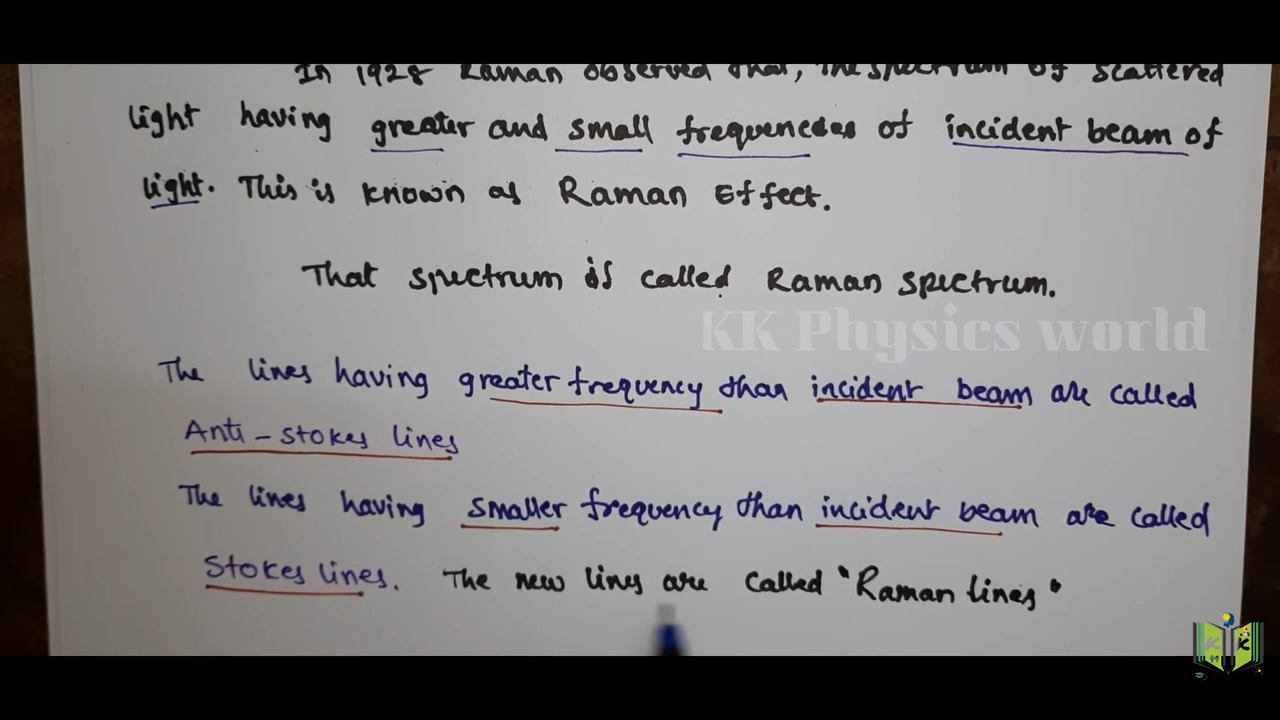 In 1928 Raman observed that, the spectrum of scattered
light having greater and small frequencies of incident beam of
light. This is known as Raman Effect.
That spectrum is called Raman spectrum.
KK Physics world
The lines having greater frequency than incident beam are called
Anti-stokes lines
The lines having smaller frequency than incident beam are called
Stokes lines. The new lines are called "Raman lines"
K K